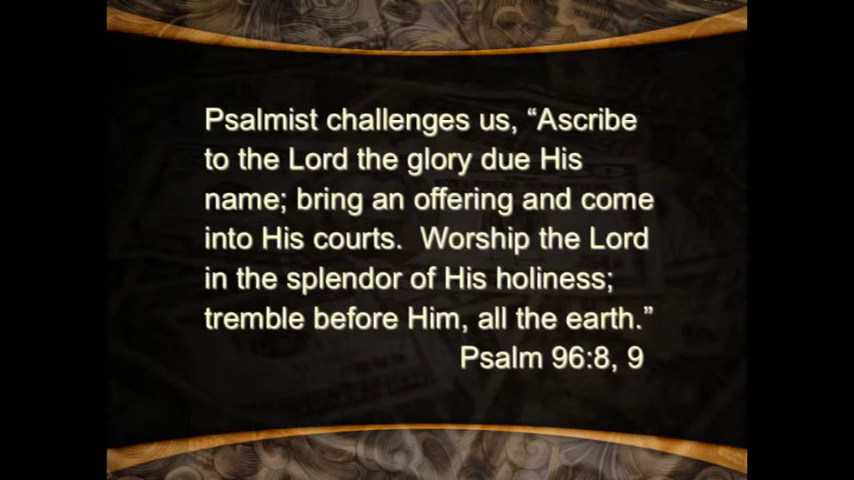 Psalmist challenges us, “Ascribe
to the Lord the glory due His
name; bring an offering and come
into His courts.  Worship the Lord
in the splendor of His holiness;
tremble before Him, all the earth.”
Psalm 96:8, 9